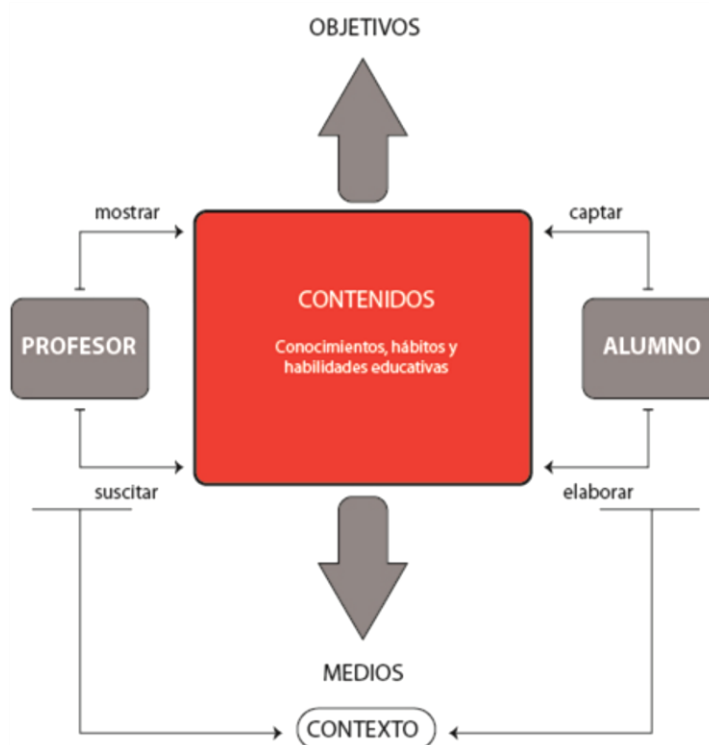 OBJETIVOS
mostrar
captar
CONTENIDOS
PROFESOR
Conocimientos, hábitos y
habilidades educativas
ALUMNO
suscitar
elaborar
MEDIOS
CONTEXTO